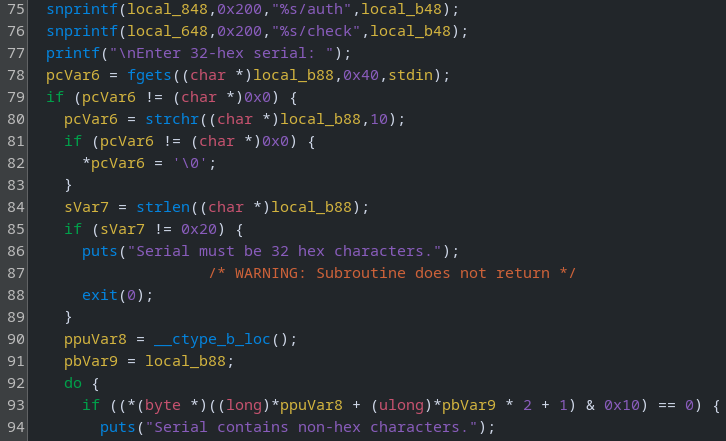 75 snprintf(local_848,0x200,"%s/auth",local_b48);
76 snprintf(local_648,0x200,"%s/check",local_b48);
77 printf("\nEnter 32-hex serial: ");
78 pcVar6 = fgets((char *)local_b88,0x40,stdin);
79 if (pcVar6 != (char *)0x0) {
80 pcVar6 = strchr((char *)local_b88,10);
81 if (pcVar6 != (char *)0x0) {
82 *pcVar6 = '\0';
83 }
84 sVar7 = strlen((char *)local_b88);
85 if (sVar7 != 0x20) {
86 puts("Serial must be 32 hex characters.");
87 /* WARNING: Subroutine does not return */
88 exit(0);
89 }
90 ppuVar8 = __ctype_b_loc();
91 pbVar9 = local_b88;
92 do {
93 if ((*(byte *)((long)*ppuVar8 + (ulong)*pbVar9 * 2 + 1) & 0x10) == 0) {
94 puts("Serial contains non-hex characters.");